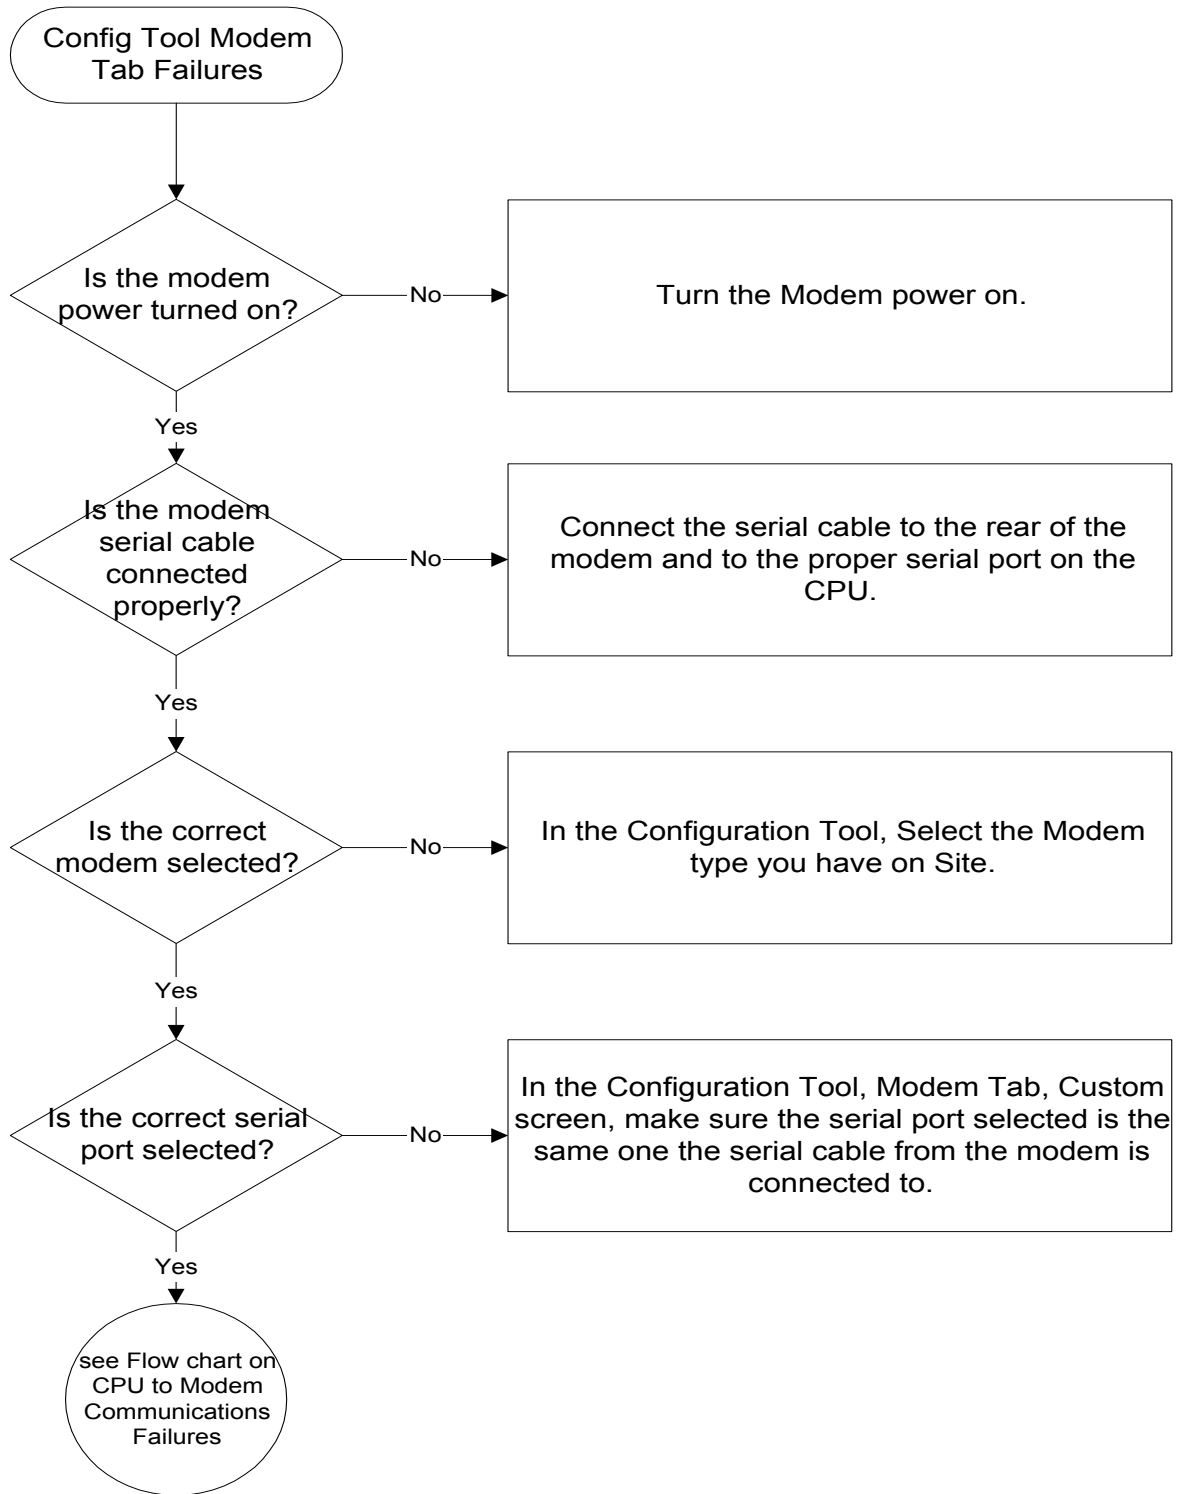 Config Tool Modem
Tab Failures
Is the modem
power turned on?
No
Turn the Modem power on.
Yes
Is the modem
serial cable
connected
properly?
No
Connect the serial cable to the rear of the
modem and to the proper serial port on the
CPU.
Yes
Is the correct
modem selected?
No
In the Configuration Tool, Select the Modem
type you have on Site.
Yes
Is the correct serial
port selected?
No
In the Configuration Tool, Modem Tab, Custom
screen, make sure the serial port selected is the
same one the serial cable from the modem is
connected to.
Yes
see Flow chart on
CPU to Modem
Communications
Failures